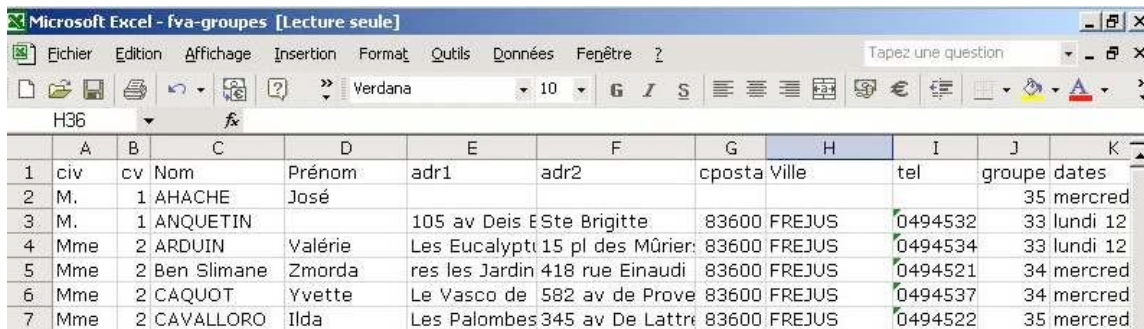 Microsoft Excel - fva-groupes [Lecture seule]
Fichier Edition Affichage Insertion Format Outils Données Fenêtre ? Tapez une question
Verdana 10 G I S €
H36 fx
A B C D E F G H I J K
1 civ cv Nom Prénom adr1 adr2 cposta Ville tel groupe dates
2 M. 1 AHACHE José 35 mercred
3 M. 1 ANQUETIN 105 av Deis E Ste Brigitte 83600 FREJUS 0494532 33 lundi 12
4 Mme 2 ARDUIN Valérie Les Eucalypt 15 pl des Mûrier 83600 FREJUS 0494534 33 lundi 12
5 Mme 2 Ben Slimane Zmorda res les Jardin 418 rue Einaudi 83600 FREJUS 0494521 34 mercred
6 Mme 2 CAQUOT Yvette Le Vasco de 582 av de Prove 83600 FREJUS 0494537 34 mercred
7 Mme 2 CAVALLORO Ilda Les Palombes 345 av De Lattr 83600 FREJUS 0494522 35 mercred